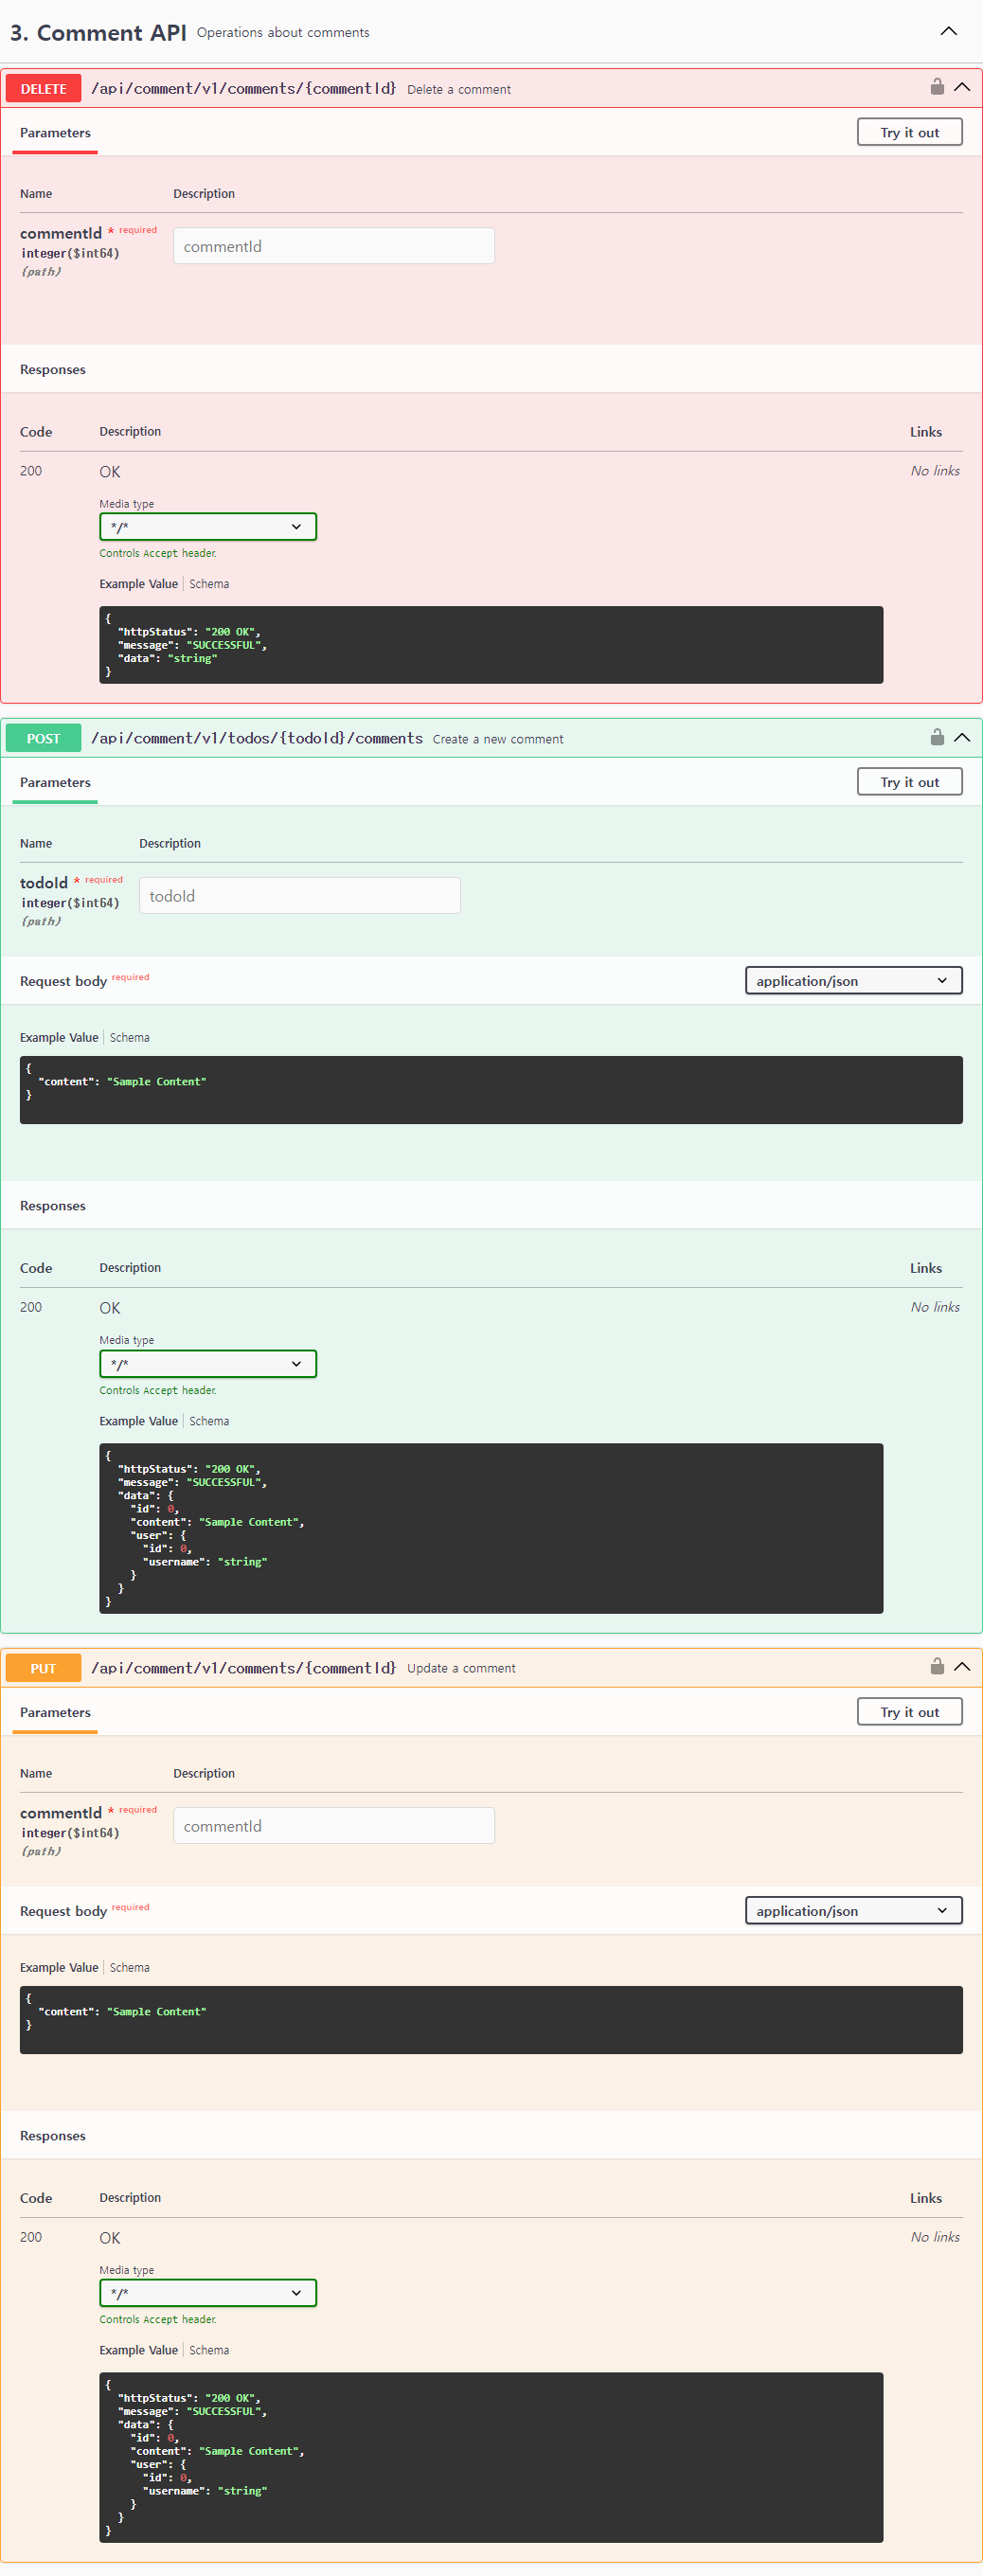 3. Comment API Operations about comments
DELETE /api/comment/v1/comments/{commentId} Delete a comment
Parameters Try it out
Name Description
commentId * required commentId
integer($int64)
(path)
Responses
Code Description Links
200 OK No links
Media type
*/*
Controls Accept header.
Example Value Schema
{
  "httpStatus": "200 OK",
  "message": "SUCCESSFUL",
  "data": "string"
}
POST /api/comment/v1/todos/{todoId}/comments Create a new comment
Parameters Try it out
Name Description
todoId * required todoId
integer($int64)
(path)
Request body required application/json
Example Value Schema
{
  "content": "Sample Content"
}
Responses
Code Description Links
200 OK No links
Media type
*/*
Controls Accept header.
Example Value Schema
{
  "httpStatus": "200 OK",
  "message": "SUCCESSFUL",
  "data": {
    "id": 0,
    "content": "Sample Content",
    "user": {
      "id": 0,
      "username": "string"
    }
  }
}
PUT /api/comment/v1/comments/{commentId} Update a comment
Parameters Try it out
Name Description
commentId * required commentId
integer($int64)
(path)
Request body required application/json
Example Value Schema
{
  "content": "Sample Content"
}
Responses
Code Description Links
200 OK No links
Media type
*/*
Controls Accept header.
Example Value Schema
{
  "httpStatus": "200 OK",
  "message": "SUCCESSFUL",
  "data": {
    "id": 0,
    "content": "Sample Content",
    "user": {
      "id": 0,
      "username": "string"
    }
  }
}